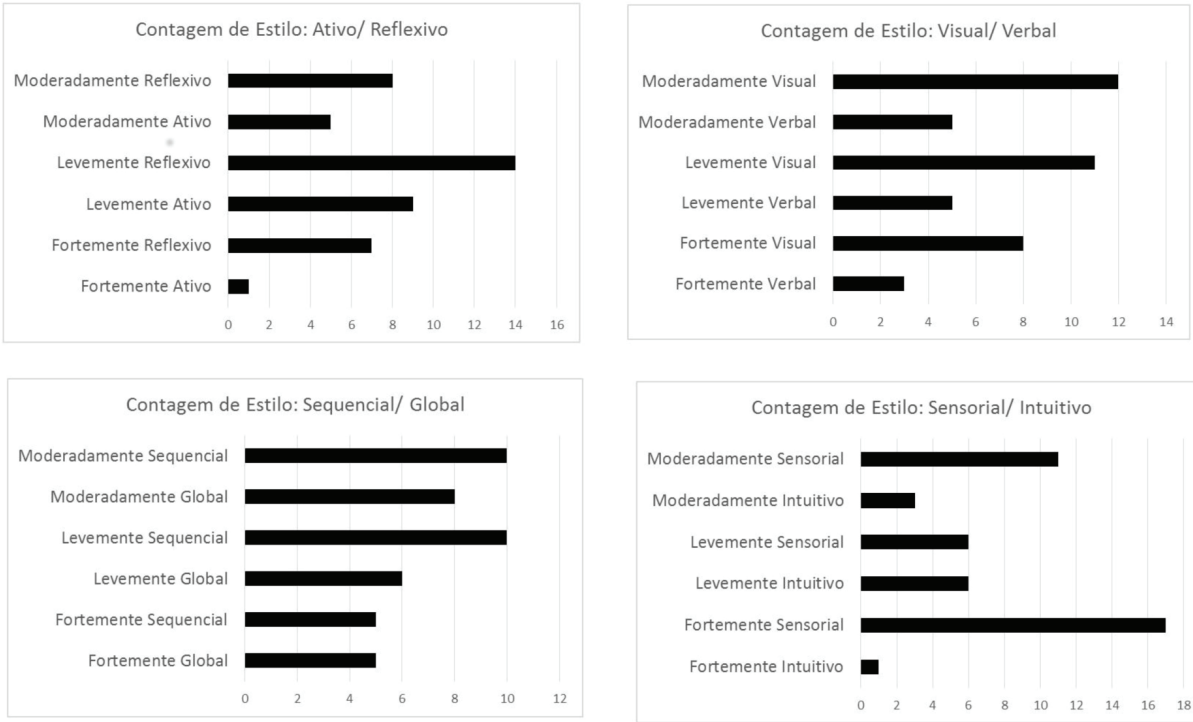 Contagem de Estilo: Ativo/ Reflexivo
Moderadamente Reflexivo
Moderadamente Ativo
Levemente Reflexivo
Levemente Ativo
Fortemente Reflexivo
Fortemente Ativo
0 2 4 6 8 10 12 14 16
Contagem de Estilo: Visual/ Verbal
Moderadamente Visual
Moderadamente Verbal
Levemente Visual
Levemente Verbal
Fortemente Visual
Fortemente Verbal
0 2 4 6 8 10 12 14
Contagem de Estilo: Sequencial/ Global
Moderadamente Sequencial
Moderadamente Global
Levemente Sequencial
Levemente Global
Fortemente Sequencial
Fortemente Global
0 2 4 6 8 10 12
Contagem de Estilo: Sensorial/ Intuitivo
Moderadamente Sensorial
Moderadamente Intuitivo
Levemente Sensorial
Levemente Intuitivo
Fortemente Sensorial
Fortemente Intuitivo
0 2 4 6 8 10 12 14 16 18